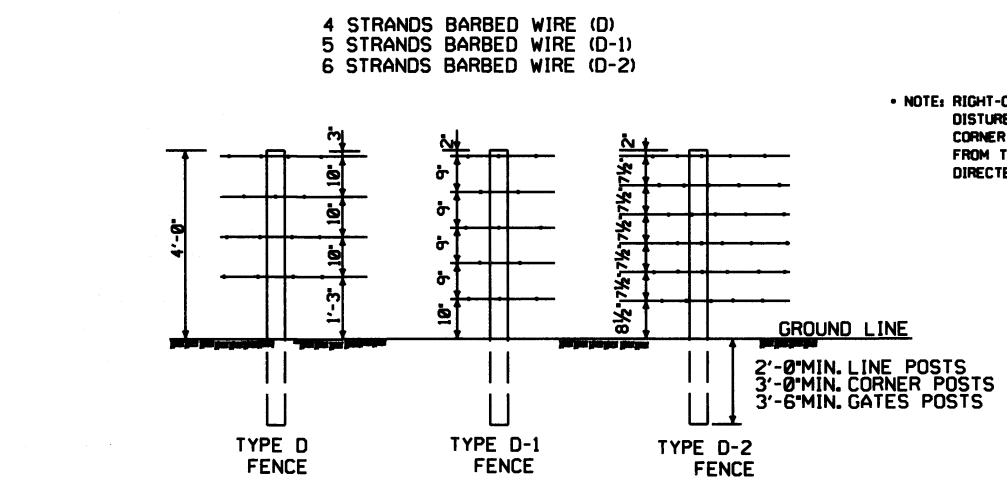 4 STRANDS BARBED WIRE (D)
5 STRANDS BARBED WIRE (D-1)
6 STRANDS BARBED WIRE (D-2)
• NOTE: RIGHT-O
DISTURB
CORNER
FROM T
DIRECTE
4'-0"
3"
10"
10"
10"
1'-3"
2"
9"
9"
9"
9"
10"
2"
7½"
7½"
7½"
7½"
7½"
8½"
GROUND LINE
2'-0"MIN. LINE POSTS
3'-0"MIN. CORNER POSTS
3'-6"MIN. GATES POSTS
TYPE D
FENCE
TYPE D-1
FENCE
TYPE D-2
FENCE